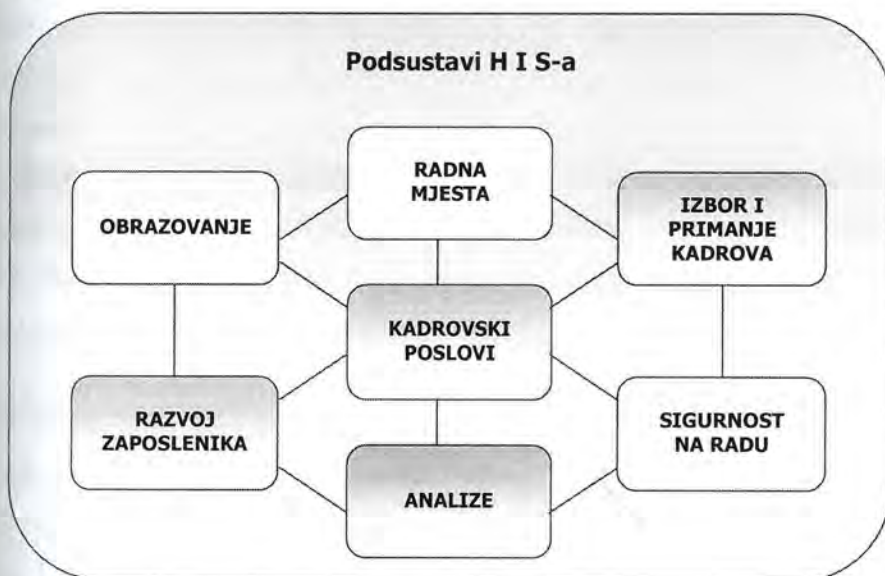 Podsustavi H I S-a
RADNA
MJESTA
OBRAZOVANJE
IZBOR I
PRIMANJE
KADROVA
KADROVSKI
POSLOVI
RAZVOJ
ZAPOSLENIKA
SIGURNOST
NA RADU
ANALIZE